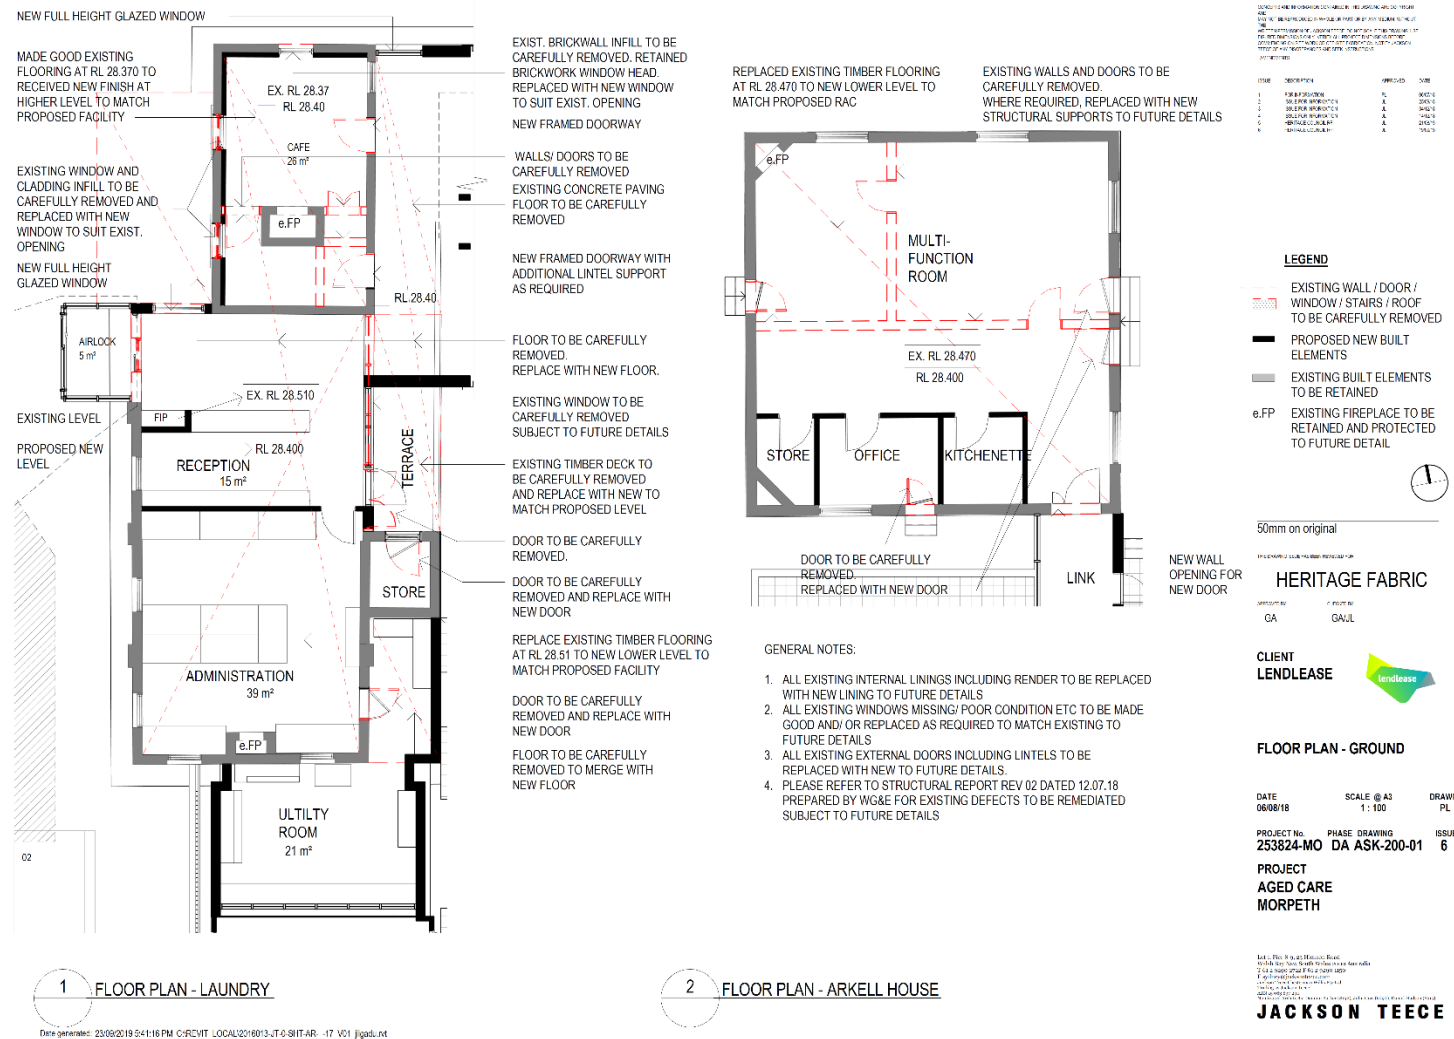 NEW FULL HEIGHT GLAZED WINDOW
MADE GOOD EXISTING
FLOORING AT RL 28.370 TO
RECEIVED NEW FINISH AT
HIGHER LEVEL TO MATCH
PROPOSED FACILITY
EXISTING WINDOW AND
CLADDING INFILL TO BE
CAREFULLY REMOVED AND
REPLACED WITH NEW
WINDOW TO SUIT EXIST.
OPENING
NEW FULL HEIGHT
GLAZED WINDOW
AIRLOCK
5 m²
EXISTING LEVEL
PROPOSED NEW
LEVEL
EX. RL 28.37
RL 28.40
CAFE
26 m²
e.FP
RL 28.40
EX. RL 28.510
FIP
RL 28.400
RECEPTION
15 m²
TERRACE
STORE
ADMINISTRATION
39 m²
e.FP
ULTILTY
ROOM
21 m²
02
EXIST. BRICKWALL INFILL TO BE
CAREFULLY REMOVED. RETAINED
BRICKWORK WINDOW HEAD.
REPLACED WITH NEW WINDOW
TO SUIT EXIST. OPENING
NEW FRAMED DOORWAY
WALLS/ DOORS TO BE
CAREFULLY REMOVED
EXISTING CONCRETE PAVING
FLOOR TO BE CAREFULLY
REMOVED
NEW FRAMED DOORWAY WITH
ADDITIONAL LINTEL SUPPORT
AS REQUIRED
FLOOR TO BE CAREFULLY
REMOVED.
REPLACE WITH NEW FLOOR.
EXISTING WINDOW TO BE
CAREFULLY REMOVED
SUBJECT TO FUTURE DETAILS
EXISTING TIMBER DECK TO
BE CAREFULLY REMOVED
AND REPLACE WITH NEW TO
MATCH PROPOSED LEVEL
DOOR TO BE CAREFULLY
REMOVED.
DOOR TO BE CAREFULLY
REMOVED AND REPLACE WITH
NEW DOOR
REPLACE EXISTING TIMBER FLOORING
AT RL 28.51 TO NEW LOWER LEVEL TO
MATCH PROPOSED FACILITY
DOOR TO BE CAREFULLY
REMOVED AND REPLACE WITH
NEW DOOR
FLOOR TO BE CAREFULLY
REMOVED TO MERGE WITH
NEW FLOOR
REPLACED EXISTING TIMBER FLOORING
AT RL 28.470 TO NEW LOWER LEVEL TO
MATCH PROPOSED RAC
EXISTING WALLS AND DOORS TO BE
CAREFULLY REMOVED.
WHERE REQUIRED, REPLACED WITH NEW
STRUCTURAL SUPPORTS TO FUTURE DETAILS
e.FP
MULTI-
FUNCTION
ROOM
EX. RL 28.470
RL 28.400
STORE
OFFICE
KITCHENETTE
DOOR TO BE CAREFULLY
REMOVED.
REPLACED WITH NEW DOOR
LINK
NEW WALL
OPENING FOR
NEW DOOR
GENERAL NOTES:
1. ALL EXISTING INTERNAL LININGS INCLUDING RENDER TO BE REPLACED
WITH NEW LINING TO FUTURE DETAILS
2. ALL EXISTING WINDOWS MISSING/ POOR CONDITION ETC TO BE MADE
GOOD AND/ OR REPLACED AS REQUIRED TO MATCH EXISTING TO
FUTURE DETAILS
3. ALL EXISTING EXTERNAL DOORS INCLUDING LINTELS TO BE
REPLACED WITH NEW TO FUTURE DETAILS.
4. PLEASE REFER TO STRUCTURAL REPORT REV 02 DATED 12.07.18
PREPARED BY WG&E FOR EXISTING DEFECTS TO BE REMEDIATED
SUBJECT TO FUTURE DETAILS
1 FLOOR PLAN - LAUNDRY
2 FLOOR PLAN - ARKELL HOUSE
Date generated: 23/09/2019 5:41:16 PM
ISSUE DESCRIPTION APPROVED DATE
LEGEND
EXISTING WALL / DOOR /
WINDOW / STAIRS / ROOF
TO BE CAREFULLY REMOVED
PROPOSED NEW BUILT
ELEMENTS
EXISTING BUILT ELEMENTS
TO BE RETAINED
e.FP EXISTING FIREPLACE TO BE
RETAINED AND PROTECTED
TO FUTURE DETAIL
50mm on original
HERITAGE FABRIC
GA GA/JL
CLIENT
LENDLEASE
lendlease
FLOOR PLAN - GROUND
DATE SCALE @ A3 DRAWN
06/08/18 1 : 100 PL
PROJECT No. PHASE DRAWING ISSUE
253824-MO DA ASK-200-01 6
PROJECT
AGED CARE
MORPETH
JACKSON TEECE